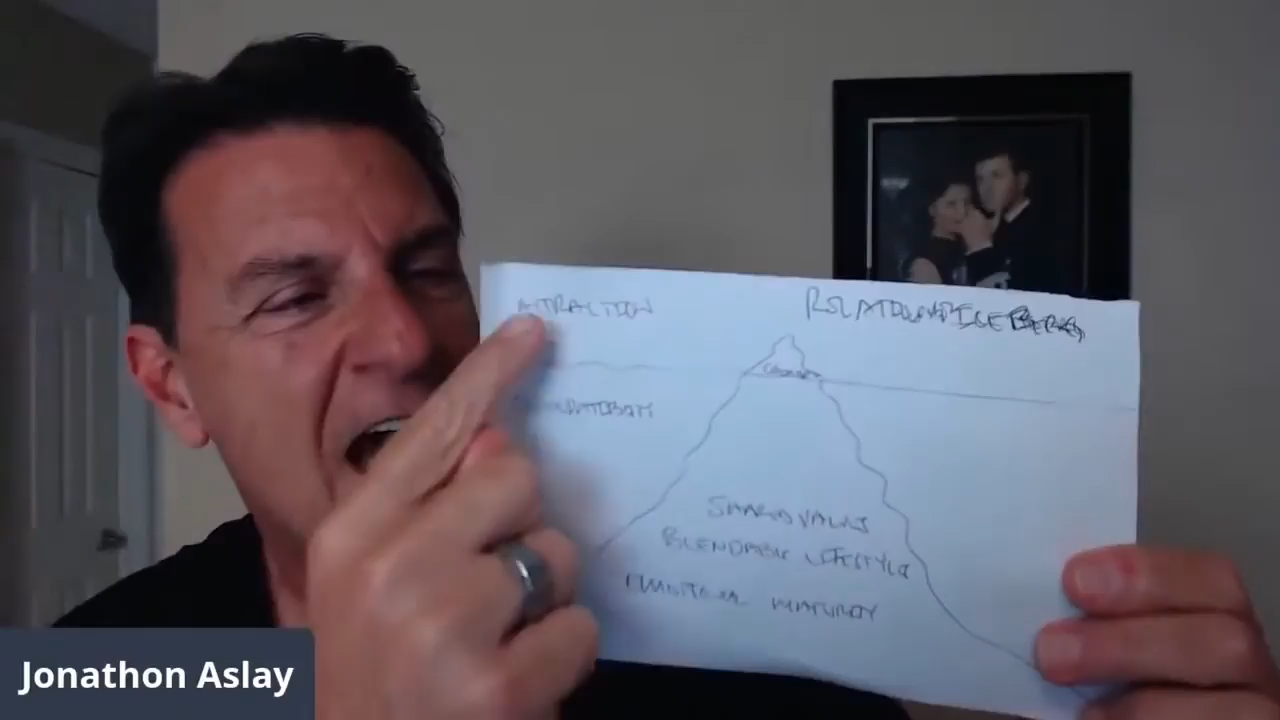 ATTRACTION
RELATIONSHIP ICEBERG
SHARED VALUES
BLENDABLE LIFESTYLE
EMOTIONAL MATURITY
Jonathon Aslay